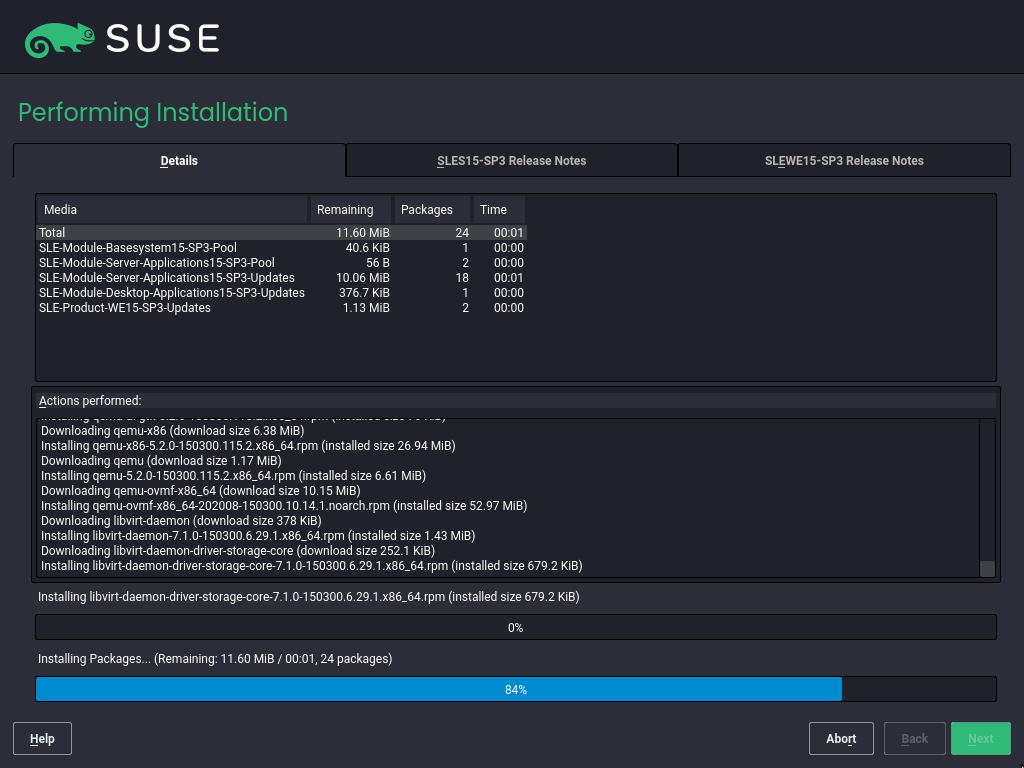 SUSE
Performing Installation
Details SLES15-SP3 Release Notes SLEWE15-SP3 Release Notes
Media Remaining Packages Time
Total 11.60 MiB 24 00:01
SLE-Module-Basesystem15-SP3-Pool 40.6 KiB 1 00:00
SLE-Module-Server-Applications15-SP3-Pool 56 B 2 00:00
SLE-Module-Server-Applications15-SP3-Updates 10.06 MiB 18 00:01
SLE-Module-Desktop-Applications15-SP3-Updates 376.7 KiB 1 00:00
SLE-Product-WE15-SP3-Updates 1.13 MiB 2 00:00
Actions performed:
Downloading qemu-x86 (download size 6.38 MiB)
Installing qemu-x86-5.2.0-150300.115.2.x86_64.rpm (installed size 26.94 MiB)
Downloading qemu (download size 1.17 MiB)
Installing qemu-5.2.0-150300.115.2.x86_64.rpm (installed size 6.61 MiB)
Downloading qemu-ovmf-x86_64 (download size 10.15 MiB)
Installing qemu-ovmf-x86_64-202008-150300.10.14.1.noarch.rpm (installed size 52.97 MiB)
Downloading libvirt-daemon (download size 378 KiB)
Installing libvirt-daemon-7.1.0-150300.6.29.1.x86_64.rpm (installed size 1.43 MiB)
Downloading libvirt-daemon-driver-storage-core (download size 252.1 KiB)
Installing libvirt-daemon-driver-storage-core-7.1.0-150300.6.29.1.x86_64.rpm (installed size 679.2 KiB)
Installing libvirt-daemon-driver-storage-core-7.1.0-150300.6.29.1.x86_64.rpm (installed size 679.2 KiB)
0%
Installing Packages... (Remaining: 11.60 MiB / 00:01, 24 packages)
84%
Help Abort Back Next